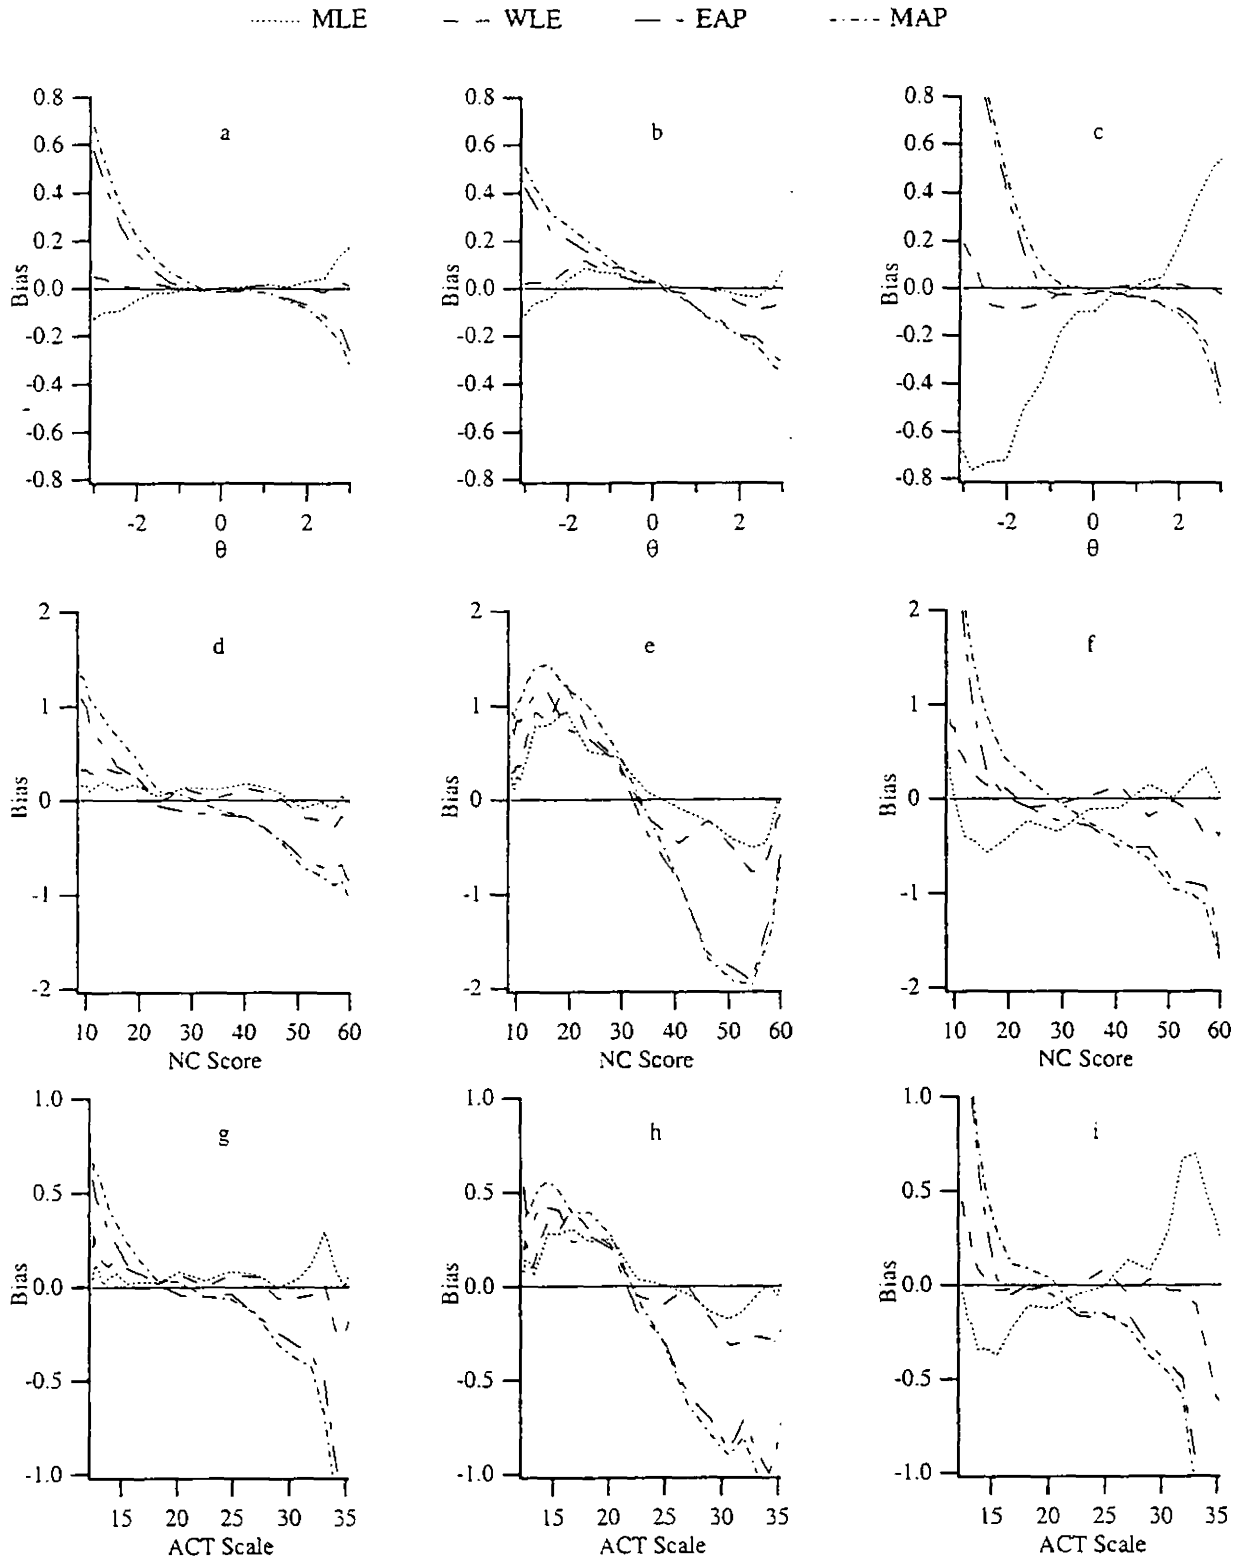 MLE WLE EAP MAP
0.8 0.8 0.8
a b c
0.6 0.6 0.6
0.4 0.4 0.4
0.2 0.2 0.2
Bias 0.0 Bias 0.0 Bias 0.0
-0.2 -0.2 -0.2
-0.4 -0.4 -0.4
-0.6 -0.6 -0.6
-0.8 -0.8 -0.8
-2 0 2 -2 0 2 -2 0 2
θ θ θ
2 2 2
d e f
1 1 1
Bias 0 Bias 0 Bias 0
-1 -1 -1
-2 -2 -2
10 20 30 40 50 60 10 20 30 40 50 60 10 20 30 40 50 60
NC Score NC Score NC Score
1.0 1.0 1.0
g h i
0.5 0.5 0.5
Bias 0.0 Bias 0.0 Bias 0.0
-0.5 -0.5 -0.5
-1.0 -1.0 -1.0
15 20 25 30 35 15 20 25 30 35 15 20 25 30 35
ACT Scale ACT Scale ACT Scale